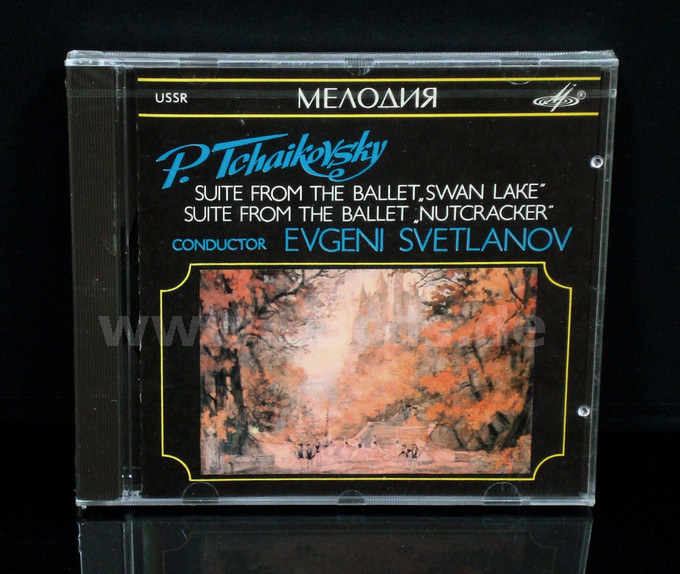 USSR
МЕЛОДИЯ
®
P. Tchaikovsky
SUITE FROM THE BALLET „SWAN LAKE"
SUITE FROM THE BALLET „NUTCRACKER"
CONDUCTOR EVGENI SVETLANOV